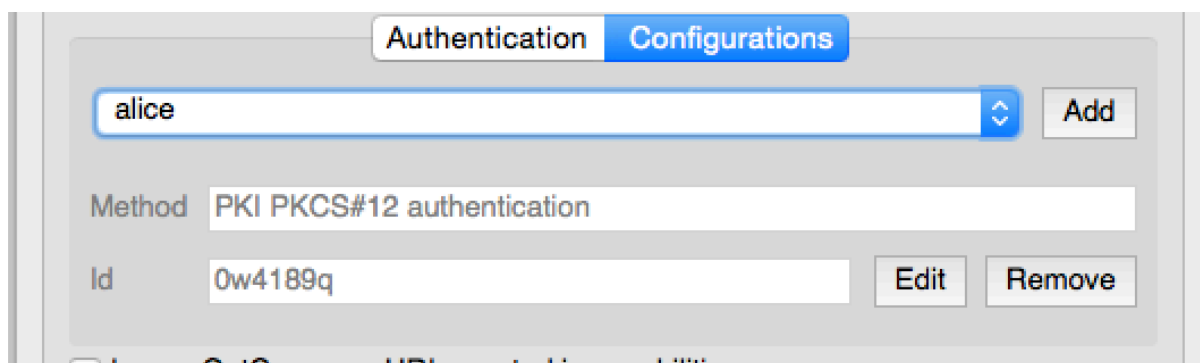 Authentication Configurations
alice Add
Method PKI PKCS#12 authentication
Id 0w4189q Edit Remove